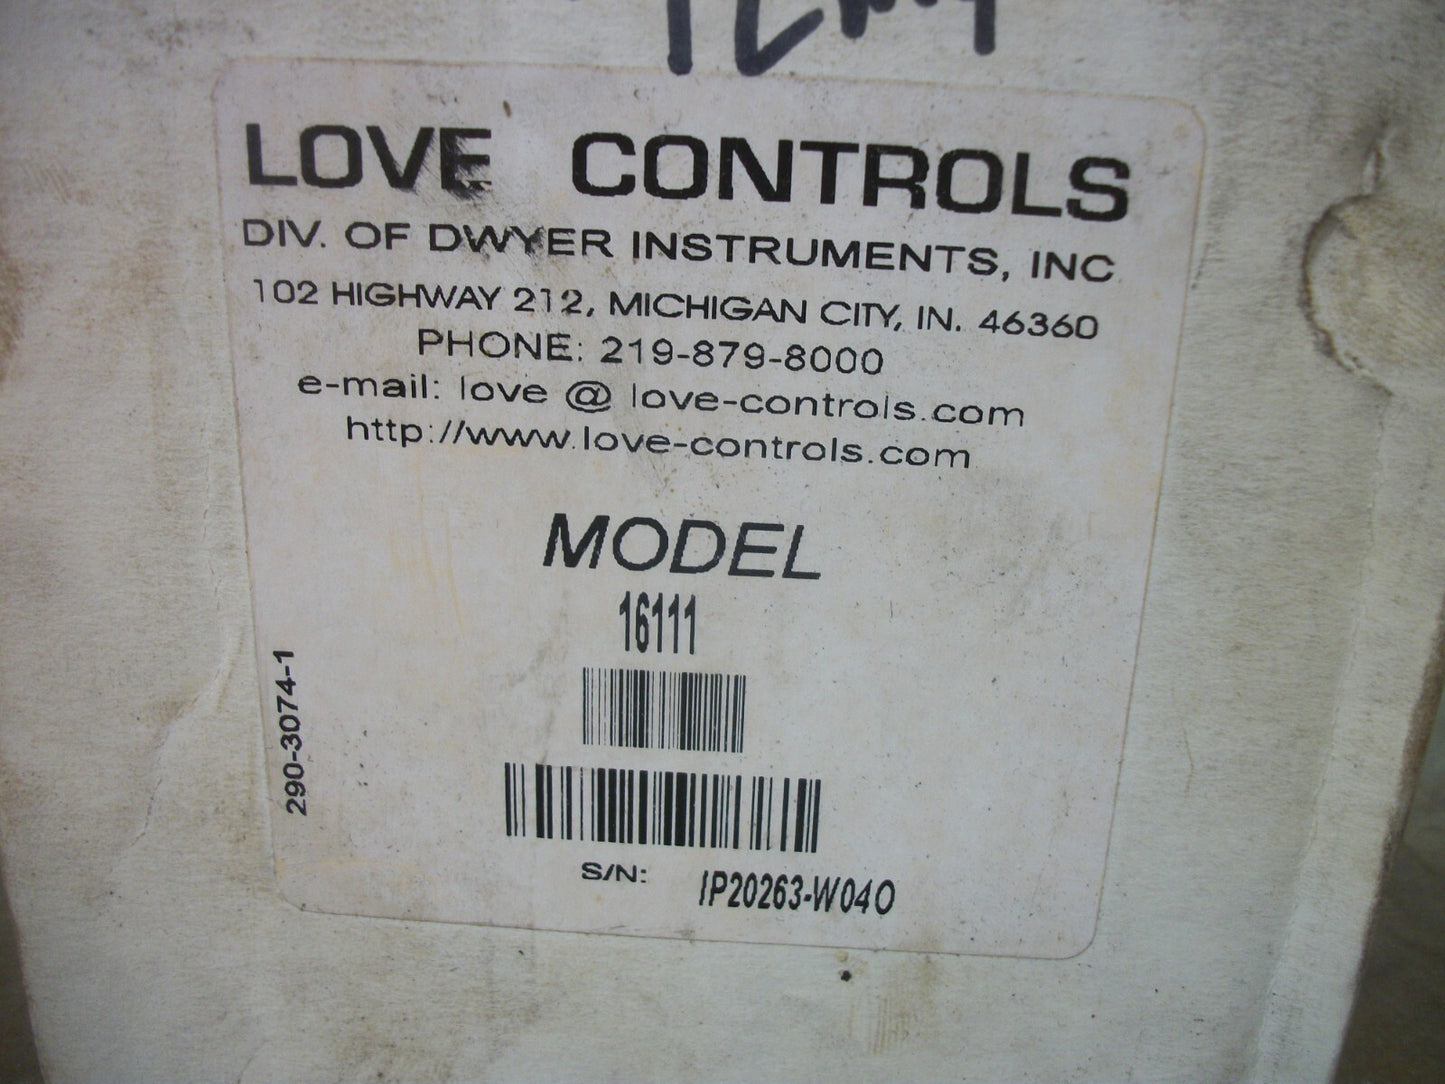 LOVE CONTROLS
DIV. OF DWYER INSTRUMENTS, INC
102 HIGHWAY 212, MICHIGAN CITY, IN. 46360
PHONE: 219-879-8000
e-mail: love @ love-controls.com
http://www.love-controls.com
MODEL
16111
290-3074-1
S/N: IP20263-W04O